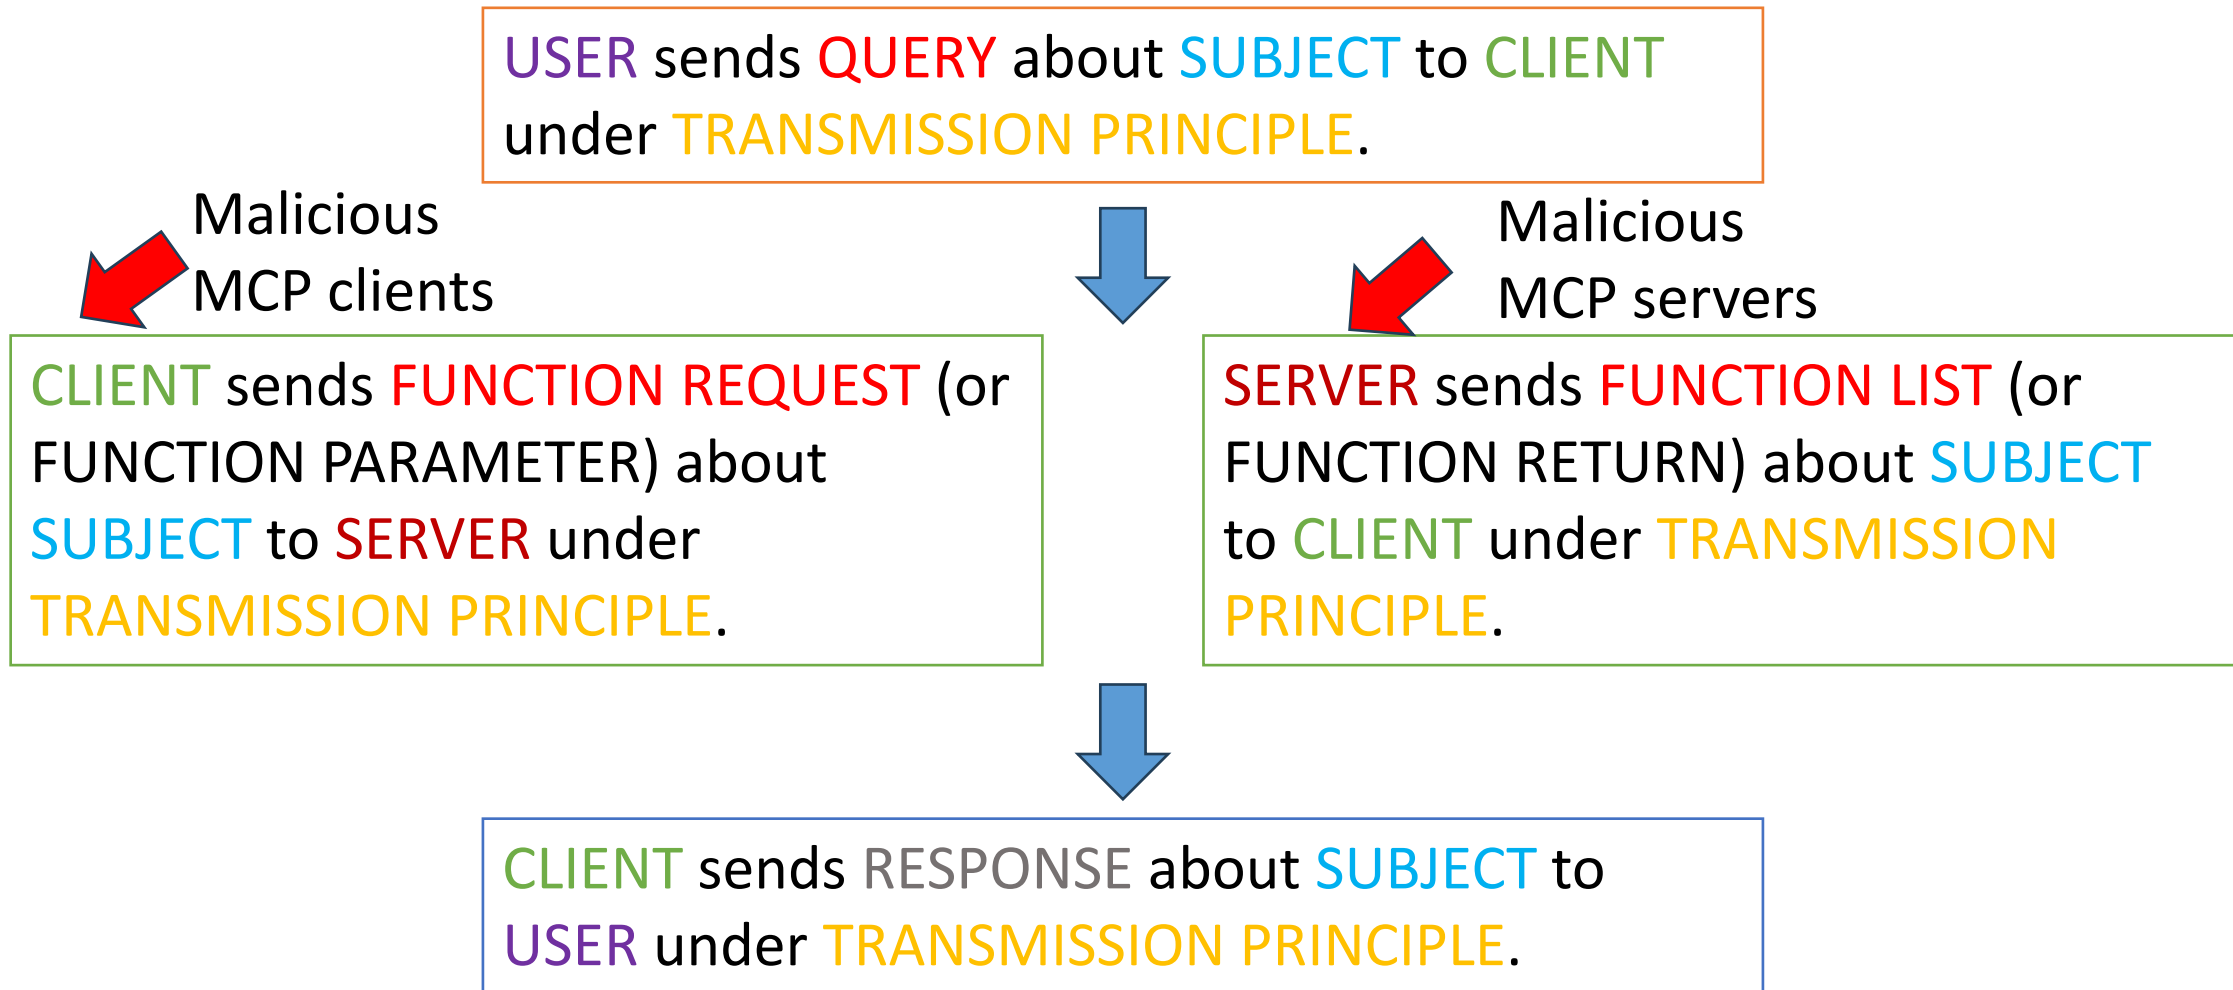 USER sends QUERY about SUBJECT to CLIENT
under TRANSMISSION PRINCIPLE.
Malicious
MCP clients
Malicious
MCP servers
CLIENT sends FUNCTION REQUEST (or
FUNCTION PARAMETER) about
SUBJECT to SERVER under
TRANSMISSION PRINCIPLE.
SERVER sends FUNCTION LIST (or
FUNCTION RETURN) about SUBJECT
to CLIENT under TRANSMISSION
PRINCIPLE.
CLIENT sends RESPONSE about SUBJECT to
USER under TRANSMISSION PRINCIPLE.